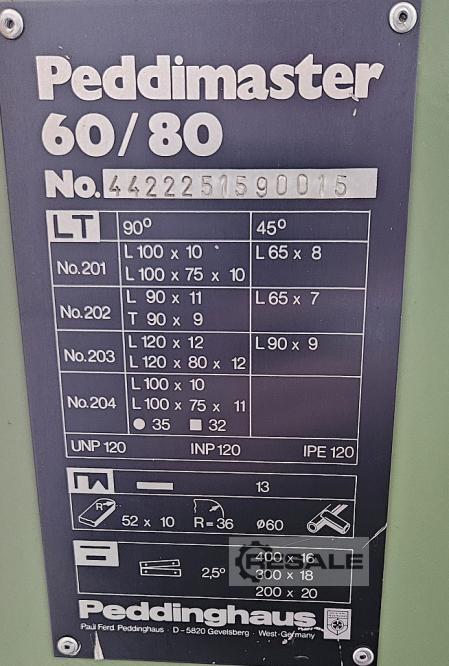 Peddimaster
60/80
No. 4422251590015
LT 90° 45°
No.201 L 100 x 10 L 65 x 8
L 100 x 75 x 10
No.202 L 90 x 11 L 65 x 7
T 90 x 9
No.203 L 120 x 12 L 90 x 9
L 120 x 80 x 12
No.204 L 100 x 10
L 100 x 75 x 11
● 35 ■ 32
UNP 120 INP 120 IPE 120
13
R 52 x 10 R = 36 ø60
400 x 16
2,5° 300 x 18
200 x 20
RESALE
Peddinghaus
Paul Ferd. Peddinghaus · D-5820 Gevelsberg · West-Germany